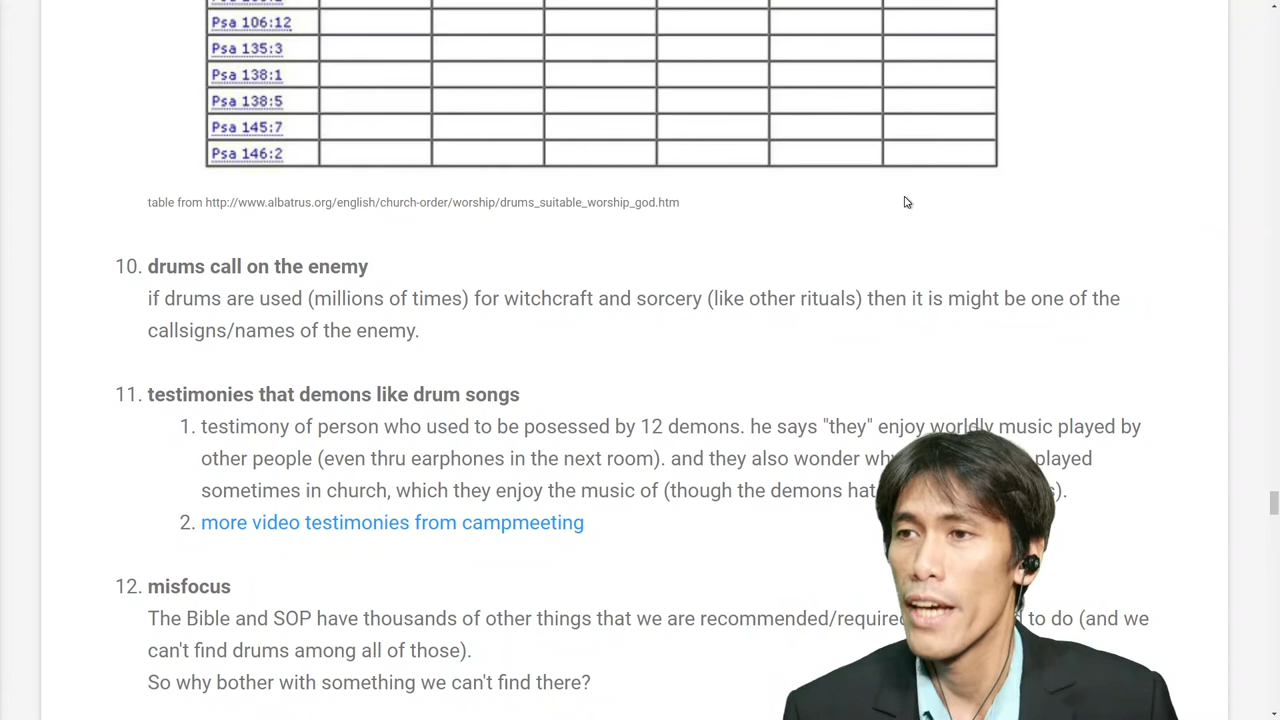 Psa 106:12
Psa 135:3
Psa 138:1
Psa 138:5
Psa 145:7
Psa 146:2
table from http://www.albatrus.org/english/church-order/worship/drums_suitable_worship_god.htm
10. drums call on the enemy
if drums are used (millions of times) for witchcraft and sorcery (like other rituals) then it is might be one of the
callsigns/names of the enemy.
11. testimonies that demons like drum songs
1. testimony of person who used to be posessed by 12 demons. he says "they" enjoy worldly music played by
other people (even thru earphones in the next room). and they also wonder played
sometimes in church, which they enjoy the music of (though the demons ).
2. more video testimonies from campmeeting
12. misfocus
The Bible and SOP have thousands of other things that we are to do (and we
can't find drums among all of those).
So why bother with something we can't find there?